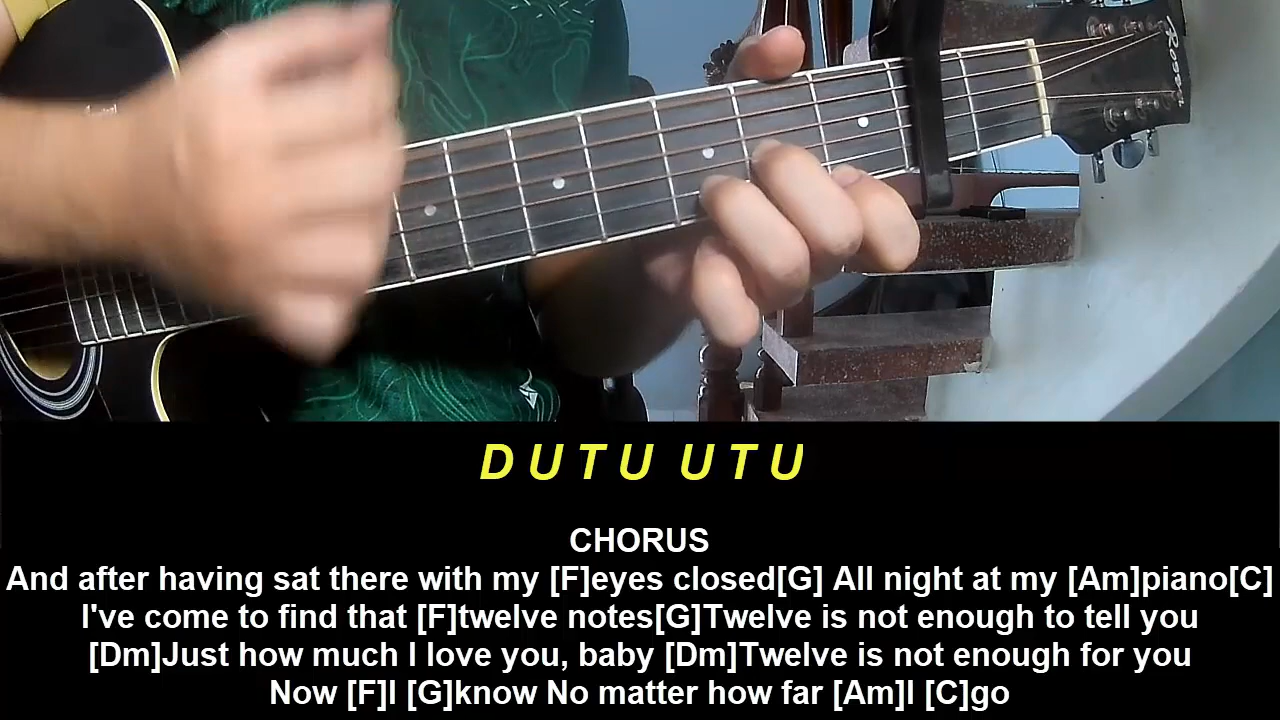 D U T U  U T U
CHORUS
And after having sat there with my [F]eyes closed[G] All night at my [Am]piano[C]
I've come to find that [F]twelve notes[G]Twelve is not enough to tell you
[Dm]Just how much I love you, baby [Dm]Twelve is not enough for you
Now [F]I [G]know No matter how far [Am]I [C]go